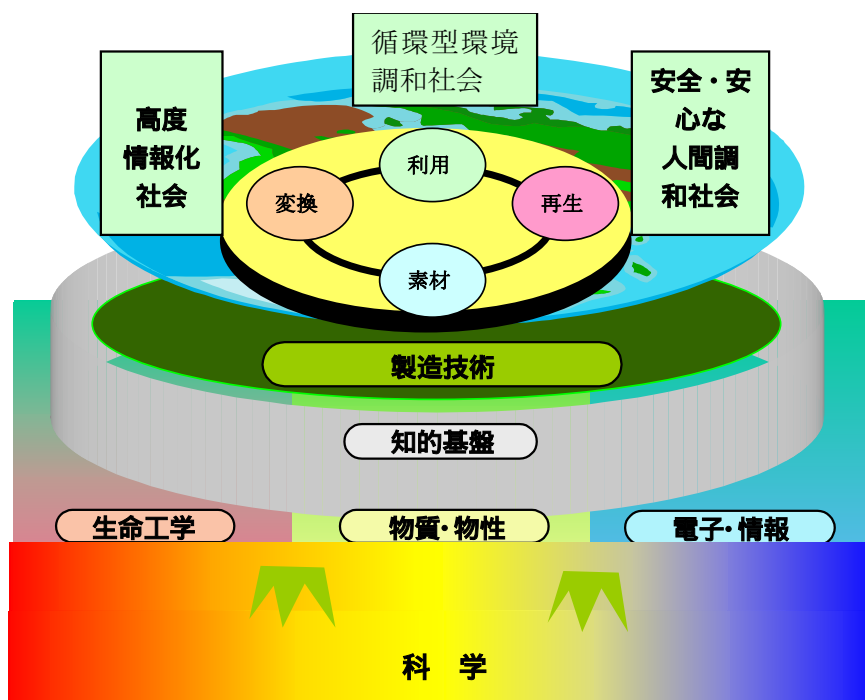 循環型環境
調和社会
高度
情報化
社会
安全・安
心な
人間調
和社会
利用
変換
再生
素材
製造技術
知的基盤
生命工学
物質・物性
電子・情報
科 学